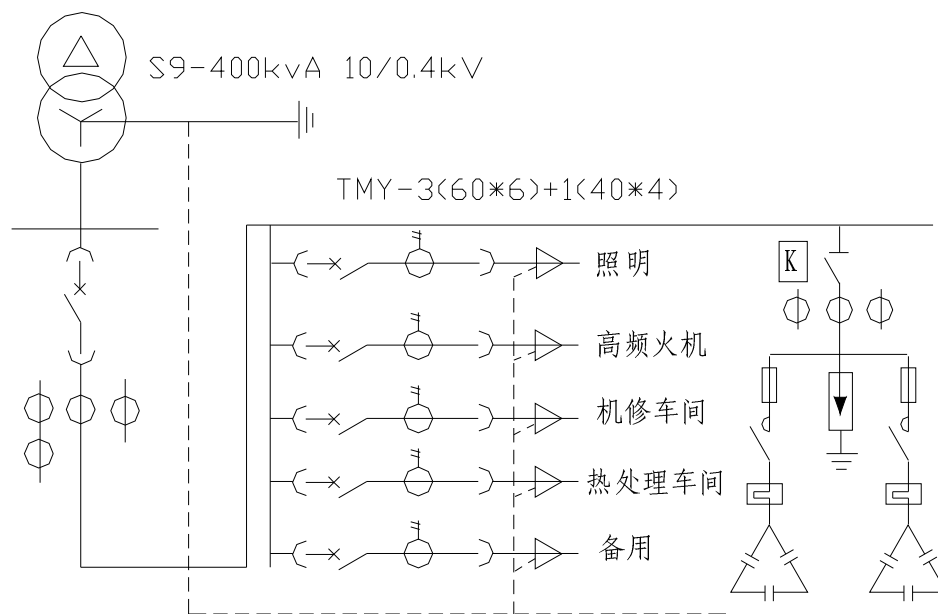 S9-400kvA 10/0.4kV
TMY-3(60*6)+1(40*4)
照明
K
高频火机
机修车间
热处理车间
备用